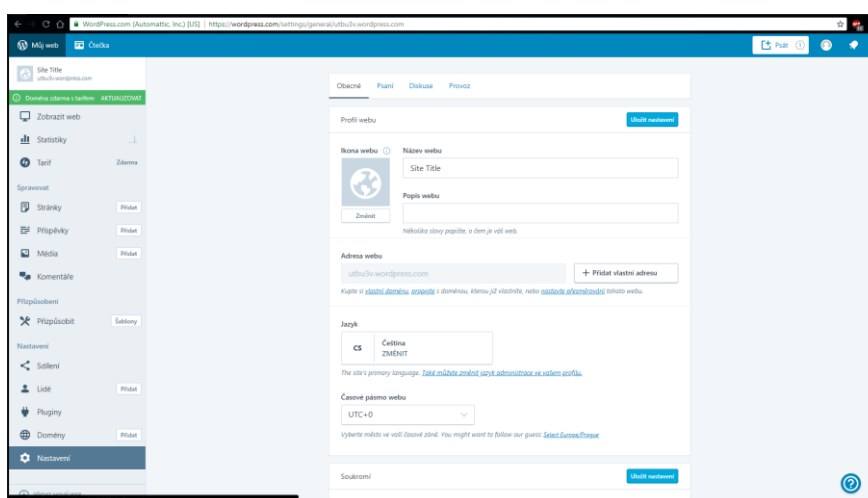 WordPress.com (Automattic, Inc.) [US] | https://wordpress.com/settings/general/utbu3v.wordpress.com
Můj web
Čtečka
Psát
Site Title
utbu3v.wordpress.com
Doména zdarma s tarifem AKTUALIZOVAT
Zobrazit web
Statistiky
Tarif Zdarma
Spravovat
Stránky Přidat
Příspěvky Přidat
Média Přidat
Komentáře
Přizpůsobení
Přizpůsobit Šablony
Nastavení
Sdílení
Lidé Přidat
Pluginy
Domény Přidat
Nastavení
Obecné Psaní Diskuse Provoz
Profil webu Uložit nastavení
Ikona webu
Změnit
Název webu
Site Title
Popis webu
Několika slovy popište, o čem je váš web.
Adresa webu
utbu3v.wordpress.com + Přidat vlastní adresu
Kupte si vlastní doménu, propojte s doménou, kterou již vlastníte, nebo nastavte přesměrování tohoto webu.
Jazyk
cs Čeština
ZMĚNIT
The site's primary language. Také můžete změnit jazyk administrace ve vašem profilu.
Časové pásmo webu
UTC+0
Vyberte město ve vaší časové zóně. You might want to follow our guess: Select Europe/Prague
Soukromí Uložit nastavení